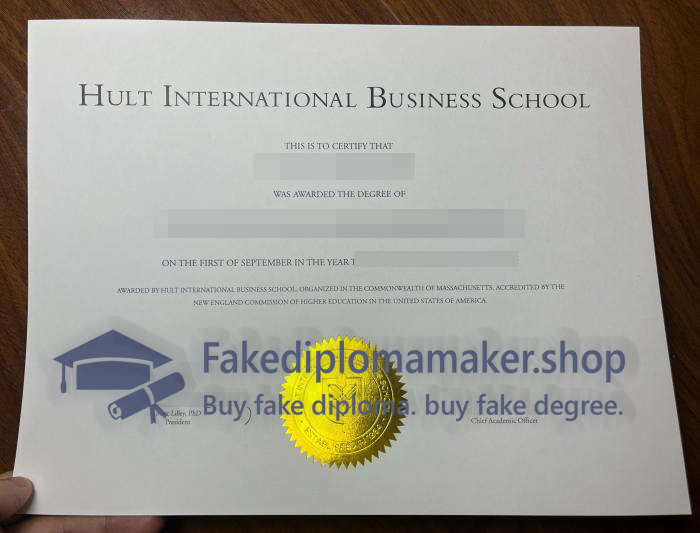 HULT INTERNATIONAL BUSINESS SCHOOL
THIS IS TO CERTIFY THAT
WAS AWARDED THE DEGREE OF
ON THE FIRST OF SEPTEMBER IN THE YEAR
AWARDED BY HULT INTERNATIONAL BUSINESS SCHOOL, ORGANIZED IN THE COMMONWEALTH OF MASSACHUSETTS, ACCREDITED BY THE
NEW ENGLAND COMMISSION OF HIGHER EDUCATION IN THE UNITED STATES OF AMERICA.
Fakediplomamaker.shop
Buy fake diploma. buy fake degree.
Lilley, PhD
President
Chief Academic Officer